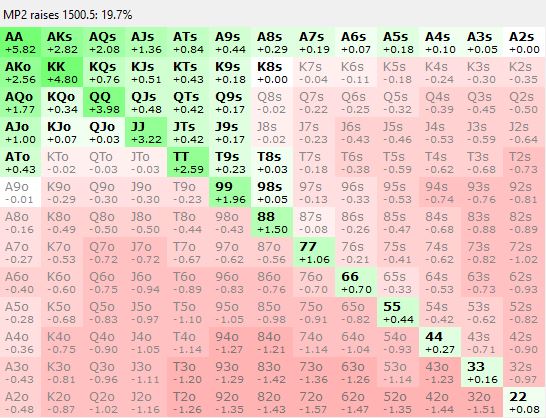 MP2 raises 1500.5: 19.7%
AA AKs AQs AJs ATs A9s A8s A7s A6s A5s A4s A3s A2s
+5.82 +2.82 +2.08 +1.36 +0.84 +0.44 +0.29 +0.19 +0.07 +0.18 +0.10 +0.05 +0.00
AKo KK KQs KJs KTs K9s K8s K7s K6s K5s K4s K3s K2s
+2.56 +4.80 +0.76 +0.51 +0.43 +0.18 +0.00 -0.04 -0.11 -0.18 -0.24 -0.30 -0.35
AQo KQo QQ QJs QTs Q9s Q8s Q7s Q6s Q5s Q4s Q3s Q2s
+1.77 +0.34 +3.98 +0.48 +0.42 +0.17 -0.02 -0.22 -0.25 -0.32 -0.39 -0.45 -0.50
AJo KJo QJo JJ JTs J9s J8s J7s J6s J5s J4s J3s J2s
+1.00 +0.07 +0.03 +3.22 +0.42 +0.17 -0.02 -0.23 -0.43 -0.46 -0.53 -0.59 -0.64
ATo KTo QTo JTo TT T9s T8s T7s T6s T5s T4s T3s T2s
+0.43 -0.02 -0.03 -0.03 +2.59 +0.23 +0.03 -0.18 -0.38 -0.59 -0.62 -0.68 -0.73
A9o K9o Q9o J9o T9o 99 98s 97s 96s 95s 94s 93s 92s
-0.01 -0.29 -0.30 -0.30 -0.23 +1.96 +0.05 -0.13 -0.33 -0.53 -0.74 -0.76 -0.81
A8o K8o Q8o J8o T8o 98o 88 87s 86s 85s 84s 83s 82s
-0.16 -0.49 -0.50 -0.50 -0.44 -0.43 +1.50 -0.08 -0.26 -0.47 -0.68 -0.88 -0.89
A7o K7o Q7o J7o T7o 97o 87o 77 76s 75s 74s 73s 72s
-0.27 -0.53 -0.72 -0.72 -0.67 -0.62 -0.56 +1.06 -0.21 -0.41 -0.62 -0.82 -1.02
A6o K6o Q6o J6o T6o 96o 86o 76o 66 65s 64s 63s 62s
-0.40 -0.60 -0.75 -0.94 -0.89 -0.83 -0.76 -0.70 +0.70 -0.33 -0.53 -0.73 -0.93
A5o K5o Q5o J5o T5o 95o 85o 75o 65o 55 54s 53s 52s
-0.28 -0.68 -0.83 -0.97 -1.10 -1.05 -0.98 -0.91 -0.82 +0.44 -0.42 -0.62 -0.82
A4o K4o Q4o J4o T4o 94o 84o 74o 64o 54o 44 43s 42s
-0.36 -0.75 -0.90 -1.05 -1.14 -1.27 -1.21 -1.14 -1.04 -0.93 +0.27 -0.71 -0.90
A3o K3o Q3o J3o T3o 93o 83o 73o 63o 53o 43o 33 32s
-0.43 -0.81 -0.96 -1.11 -1.20 -1.29 -1.42 -1.36 -1.26 -1.14 -1.23 +0.16 -0.97
A2o K2o Q2o J2o T2o 92o 82o 72o 62o 52o 42o 32o 22
-0.48 -0.87 -1.02 -1.16 -1.26 -1.35 -1.43 -1.57 -1.47 -1.35 -1.44 -1.51 +0.08